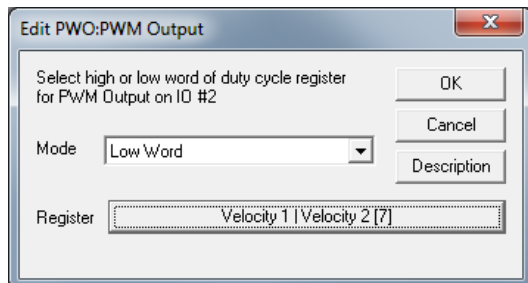 Edit PWO:PWM Output
Select high or low word of duty cycle register
for PWM Output on IO #2
OK
Cancel
Mode
Low Word
Description
Register
Velocity 1 | Velocity 2 [7]